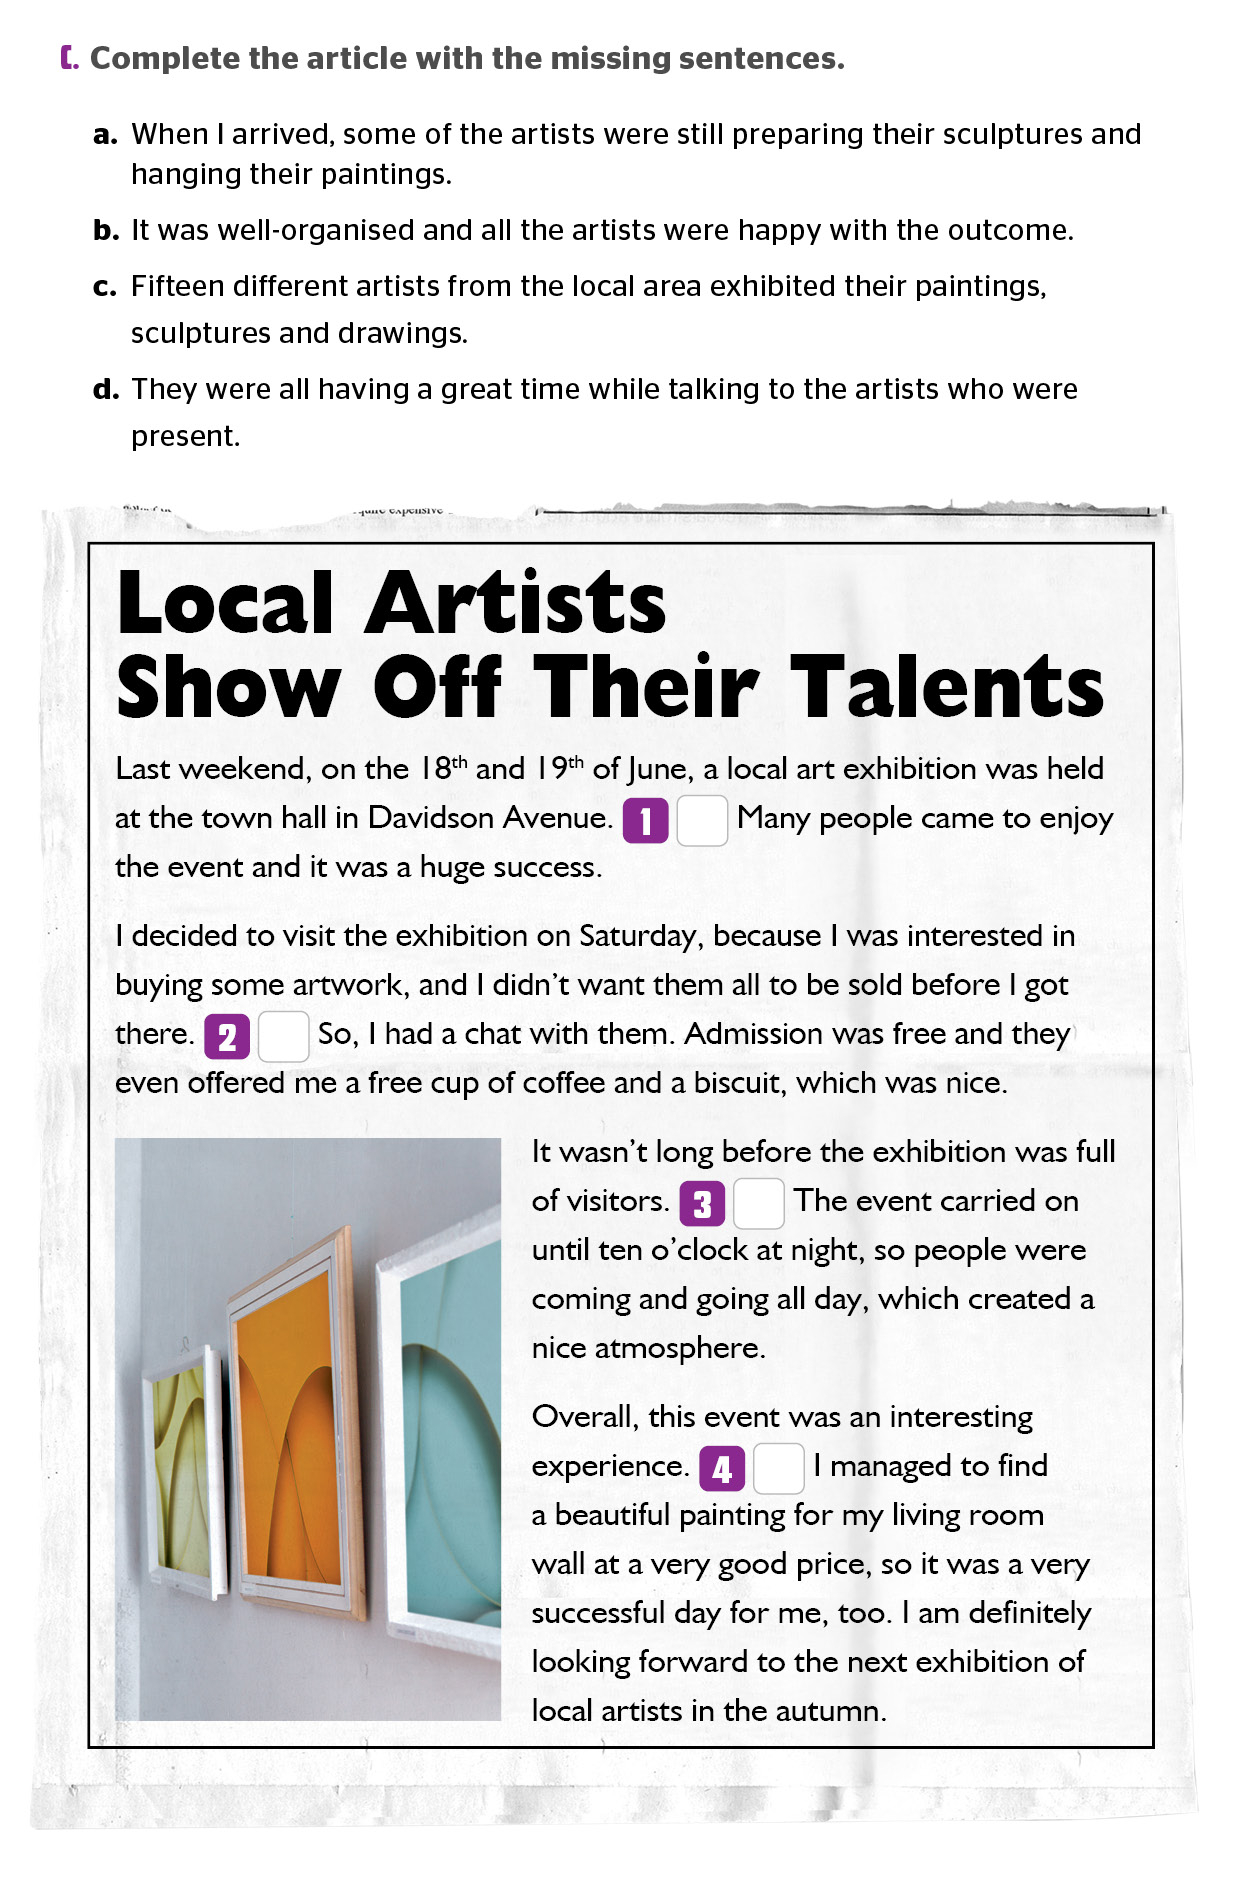 C. Complete the article with the missing sentences.
a. When I arrived, some of the artists were still preparing their sculptures and
hanging their paintings.
b. It was well-organised and all the artists were happy with the outcome.
c. Fifteen different artists from the local area exhibited their paintings,
sculptures and drawings.
d. They were all having a great time while talking to the artists who were
present.
expensive
Local Artists
Show Off Their Talents
Last weekend, on the 18th and 19th of June, a local art exhibition was held
at the town hall in Davidson Avenue. 1 Many people came to enjoy
the event and it was a huge success.
I decided to visit the exhibition on Saturday, because I was interested in
buying some artwork, and I didn't want them all to be sold before I got
there. 2 So, I had a chat with them. Admission was free and they
even offered me a free cup of coffee and a biscuit, which was nice.
It wasn't long before the exhibition was full
of visitors. 3 The event carried on
until ten o'clock at night, so people were
coming and going all day, which created a
nice atmosphere.
Overall, this event was an interesting
experience. 4 I managed to find
a beautiful painting for my living room
wall at a very good price, so it was a very
successful day for me, too. I am definitely
looking forward to the next exhibition of
local artists in the autumn.